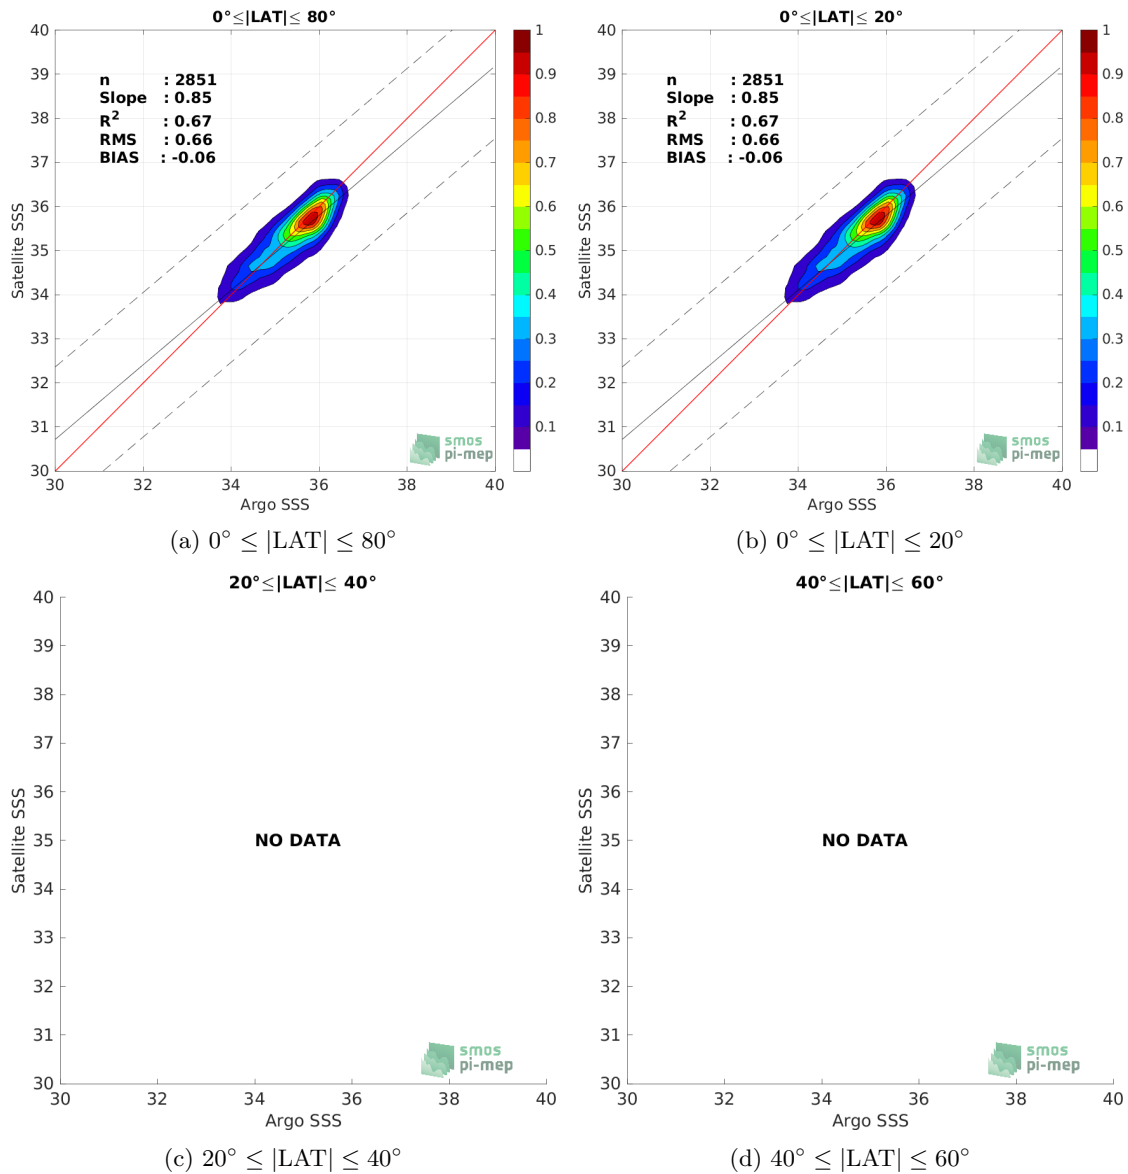 0°≤|LAT|≤ 80°
40
39
38
37
36
35
34
33
32
31
30
Satellite SSS
n : 2851
Slope : 0.85
R² : 0.67
RMS : 0.66
BIAS : -0.06
smos
pi-mep
30 32 34 36 38 40
Argo SSS
1
0.9
0.8
0.7
0.6
0.5
0.4
0.3
0.2
0.1
(a) 0° ≤ |LAT| ≤ 80°
0°≤|LAT|≤ 20°
40
39
38
37
36
35
34
33
32
31
30
Satellite SSS
n : 2851
Slope : 0.85
R² : 0.67
RMS : 0.66
BIAS : -0.06
smos
pi-mep
30 32 34 36 38 40
Argo SSS
1
0.9
0.8
0.7
0.6
0.5
0.4
0.3
0.2
0.1
(b) 0° ≤ |LAT| ≤ 20°
20°≤|LAT|≤ 40°
40
39
38
37
36
35
34
33
32
31
30
Satellite SSS
NO DATA
smos
pi-mep
30 32 34 36 38 40
Argo SSS
(c) 20° ≤ |LAT| ≤ 40°
40°≤|LAT|≤ 60°
40
39
38
37
36
35
34
33
32
31
30
Satellite SSS
NO DATA
smos
pi-mep
30 32 34 36 38 40
Argo SSS
(d) 40° ≤ |LAT| ≤ 60°